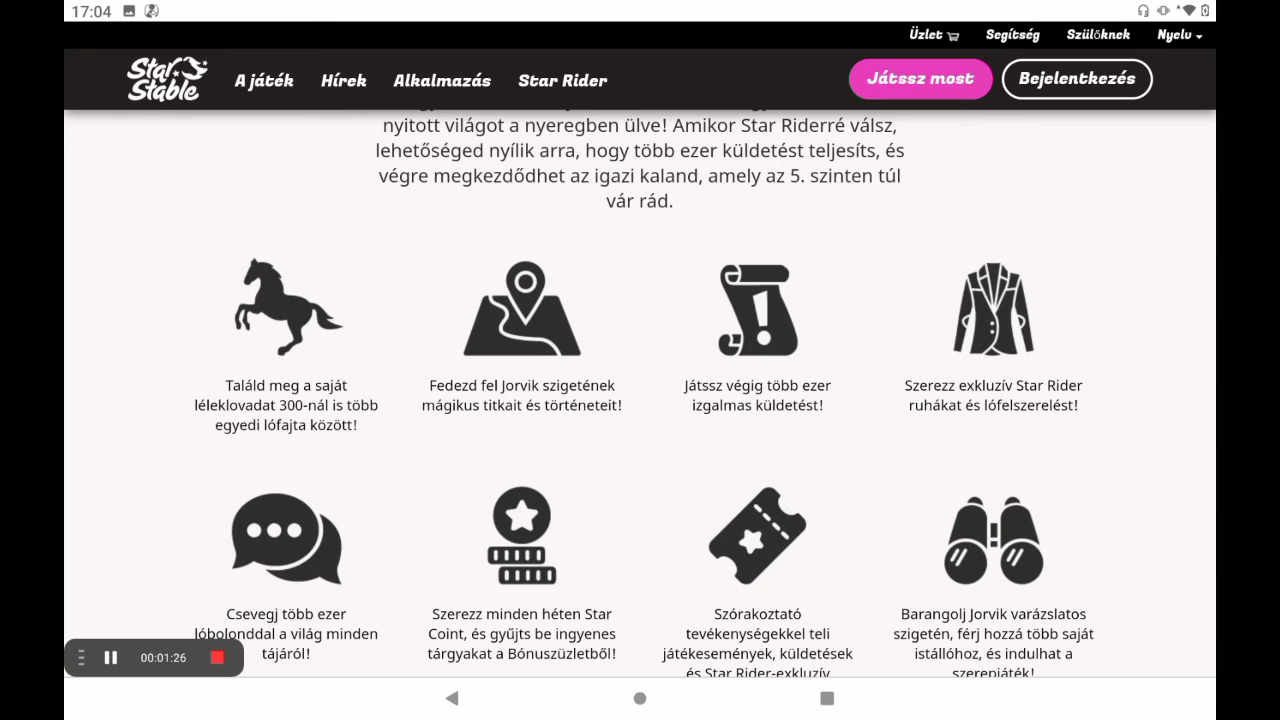 17:04
Üzlet Segítség Szülőknek Nyelv
Star Stable
A játék Hírek Alkalmazás Star Rider
Játssz most Bejelentkezés
nyitott világot a nyeregben ülve! Amikor Star Riderré válsz,
lehetőséged nyílik arra, hogy több ezer küldetést teljesíts, és
végre megkezdődhet az igazi kaland, amely az 5. szinten túl
vár rád.
Találd meg a saját
léleklovadat 300-nál is több
egyedi lófajta között!
Fedezd fel Jorvik szigetének
mágikus titkait és történeteit!
Játssz végig több ezer
izgalmas küldetést!
Szerezz exkluzív Star Rider
ruhákat és lófelszerelést!
Csevegj több ezer
lóbolonddal a világ minden
tájáról!
Szerezz minden héten Star
Coint, és gyűjts be ingyenes
tárgyakat a Bónuszüzletből!
Szórakoztató
tevékenységekkel teli
játékesemények, küldetések
és Star Rider-exkluzív
Barangolj Jorvik varázslatos
szigetén, férj hozzá több saját
istállóhoz, és indulhat a
szerepjáték!
00:01:26